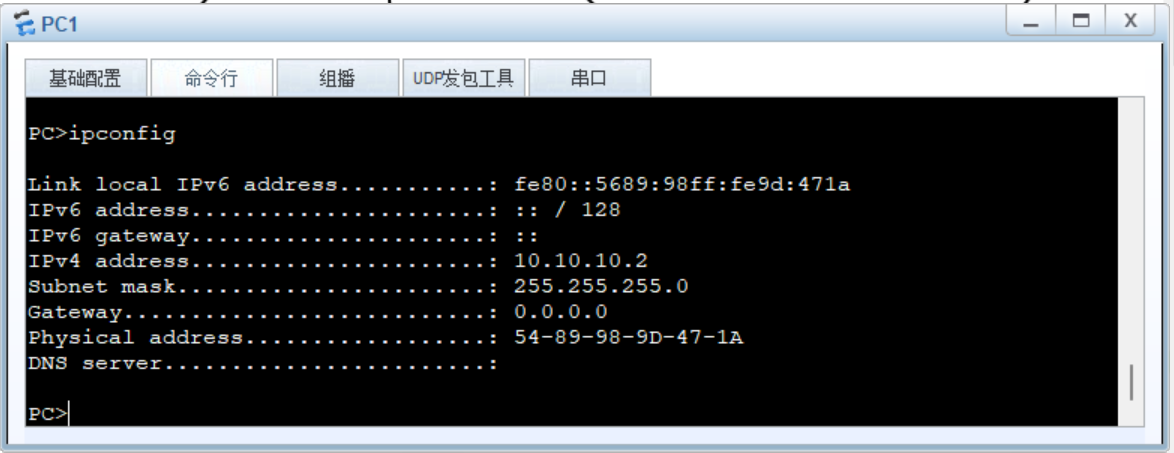 PC1
基础配置 命令行 组播 UDP发包工具 串口
PC>ipconfig
Link local IPv6 address...........: fe80::5689:98ff:fe9d:471a
IPv6 address......................: :: / 128
IPv6 gateway......................: ::
IPv4 address......................: 10.10.10.2
Subnet mask.......................: 255.255.255.0
Gateway...........................: 0.0.0.0
Physical address..................: 54-89-98-9D-47-1A
DNS server........................:
PC>